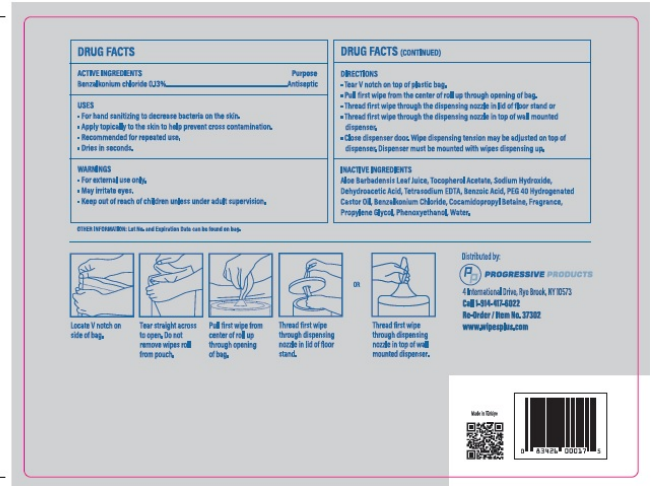 DRUG FACTS
ACTIVE INGREDIENTS Purpose
Benzalkonium chloride 0.13% Antiseptic
USES
• For hand sanitizing to decrease bacteria on the skin.
• Apply topically to the skin to help prevent cross contamination.
• Recommended for repeated use.
• Dries in seconds.
WARNINGS
• For external use only.
• May irritate eyes.
• Keep out of reach of children unless under adult supervision.
OTHER INFORMATION: Lot No. and Expiration Date can be found on bag.
DRUG FACTS (CONTINUED)
DIRECTIONS
• Tear V notch on top of plastic bag.
• Pull first wipe from the center of roll up through opening of bag.
• Thread first wipe through the dispensing nozzle in lid of floor stand or
• Thread first wipe through the dispensing nozzle in top of wall mounted
dispenser.
• Close dispenser door. Wipe dispensing tension may be adjusted on top of
dispenser. Dispenser must be mounted with wipes dispensing up.
INACTIVE INGREDIENTS
Aloe Barbadensis Leaf Juice, Tocopherol Acetate, Sodium Hydroxide,
Dehydroacetic Acid, Tetrasodium EDTA, Benzoic Acid, PEG 40 Hydrogenated
Castor Oil, Benzalkonium Chloride, Cocamidopropyl Betaine, Fragrance,
Propylene Glycol, Phenoxyethanol, Water.
Locate V notch on
side of bag.
Tear straight across
to open. Do not
remove wipes roll
from pouch.
Pull first wipe from
center of roll up
through opening
of bag.
Thread first wipe
through dispensing
nozzle in lid of floor
stand.
OR
Thread first wipe
through dispensing
nozzle in top of wall
mounted dispenser.
Distributed by:
PP PROGRESSIVE PRODUCTS
4 International Drive, Rye Brook, NY 10573
Call 1-914-417-6022
Re-Order / Item No. 37302
www.wipesplus.com
Made in Türkiye
0 83426 00017 5